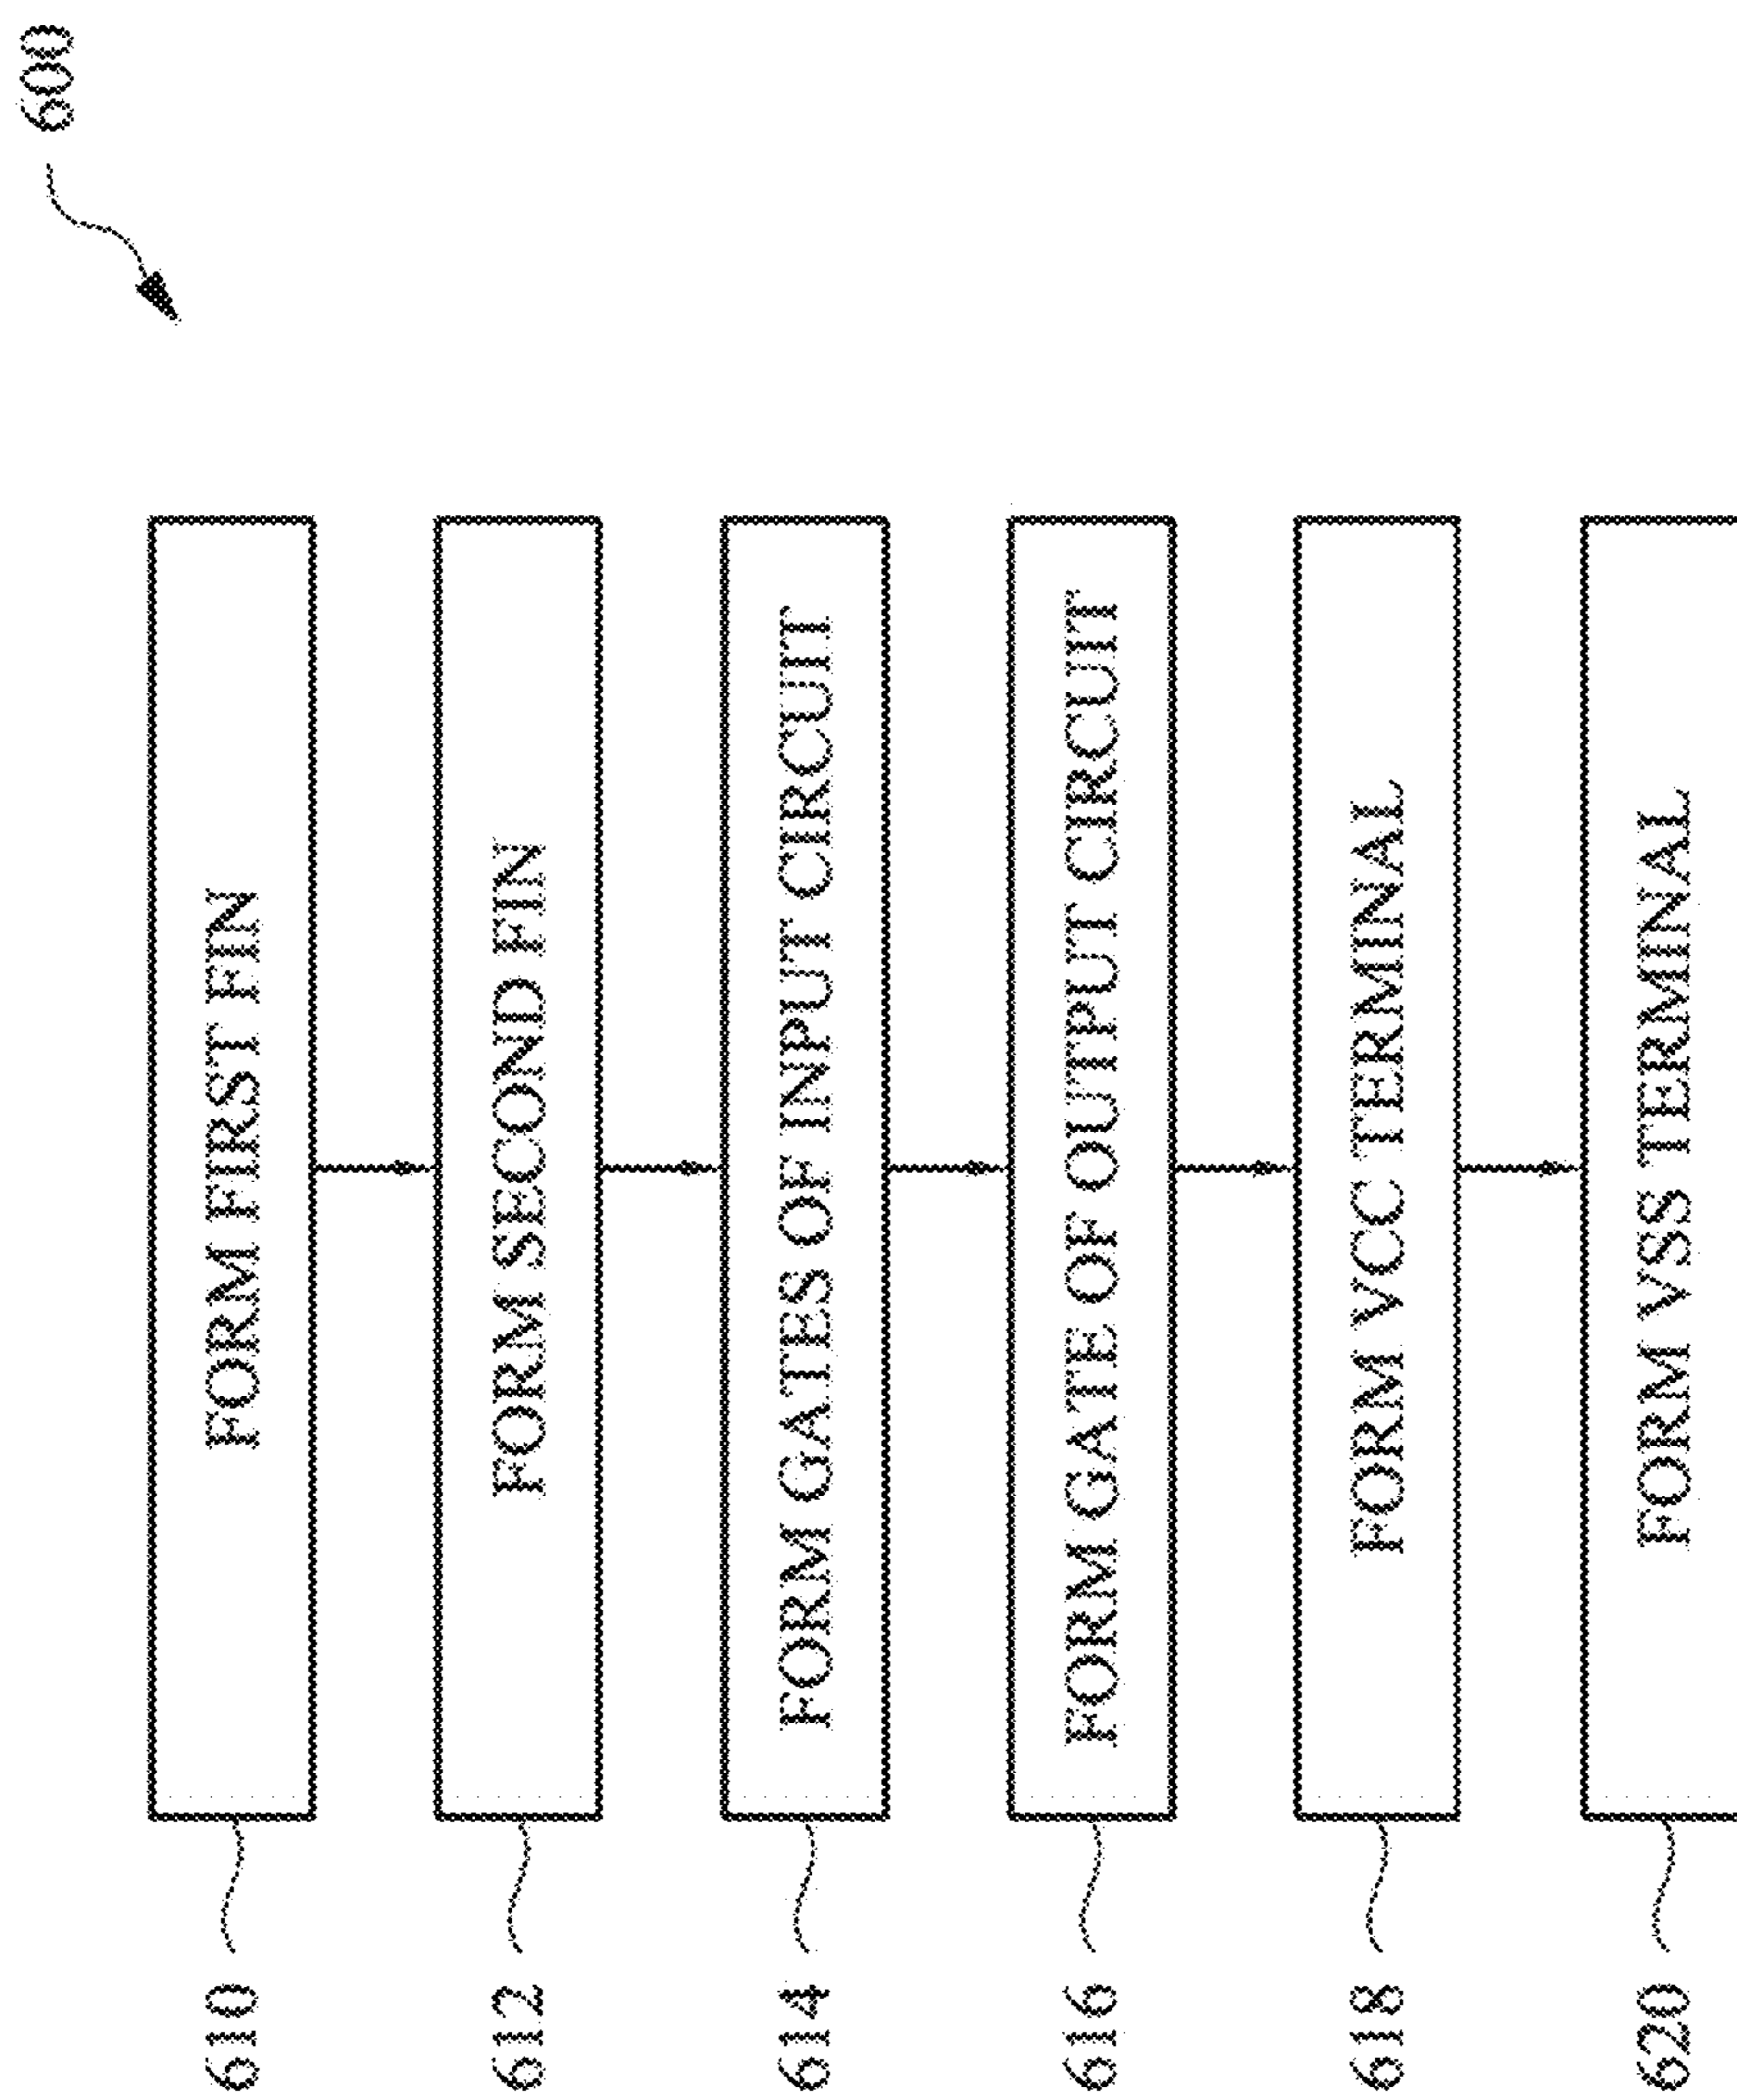 600
610 FORM FIRST FIN
612 FORM SECOND FIN
614 FORM GATES OF INPUT CIRCUIT
616 FORM GATE OF OUTPUT CIRCUIT
618 FORM VCC TERMINAL
620 FORM VSS TERMINAL